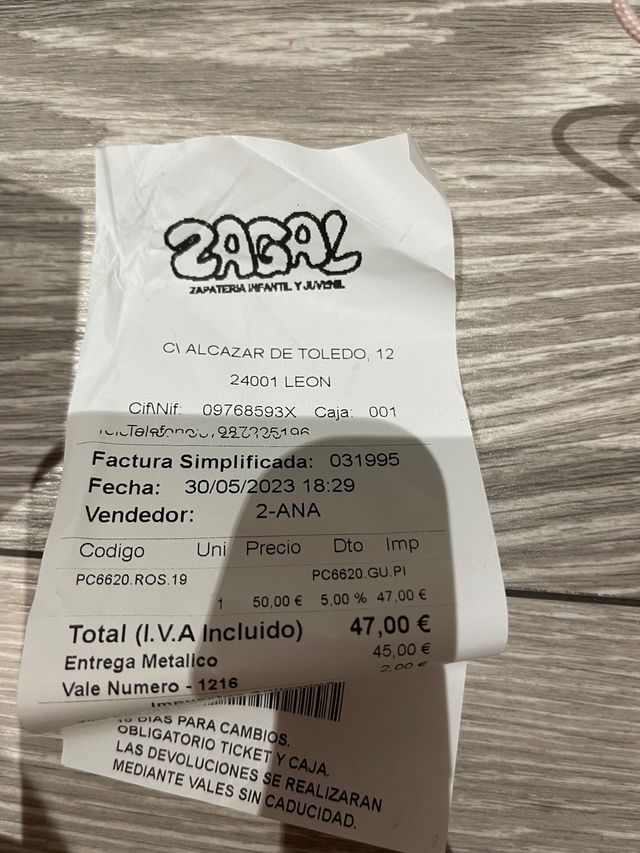 ZAGAL
ZAPATERIA INFANTIL Y JUVENIL
C\ ALCAZAR DE TOLEDO, 12
24001 LEON
Cif\Nif: 09768593X Caja: 001
Factura Simplificada: 031995
Fecha: 30/05/2023 18:29
Vendedor: 2-ANA
Codigo Uni Precio Dto Imp
PC6620.ROS.19 PC6620.GU.PI
1 50,00 € 5,00 % 47,00 €
Total (I.V.A Incluido) 47,00 €
Entrega Metalico 45,00 €
Vale Numero - 1216 2,00 €
DIAS PARA CAMBIOS.
OBLIGATORIO TICKET Y CAJA.
LAS DEVOLUCIONES SE REALIZARAN
MEDIANTE VALES SIN CADUCIDAD.